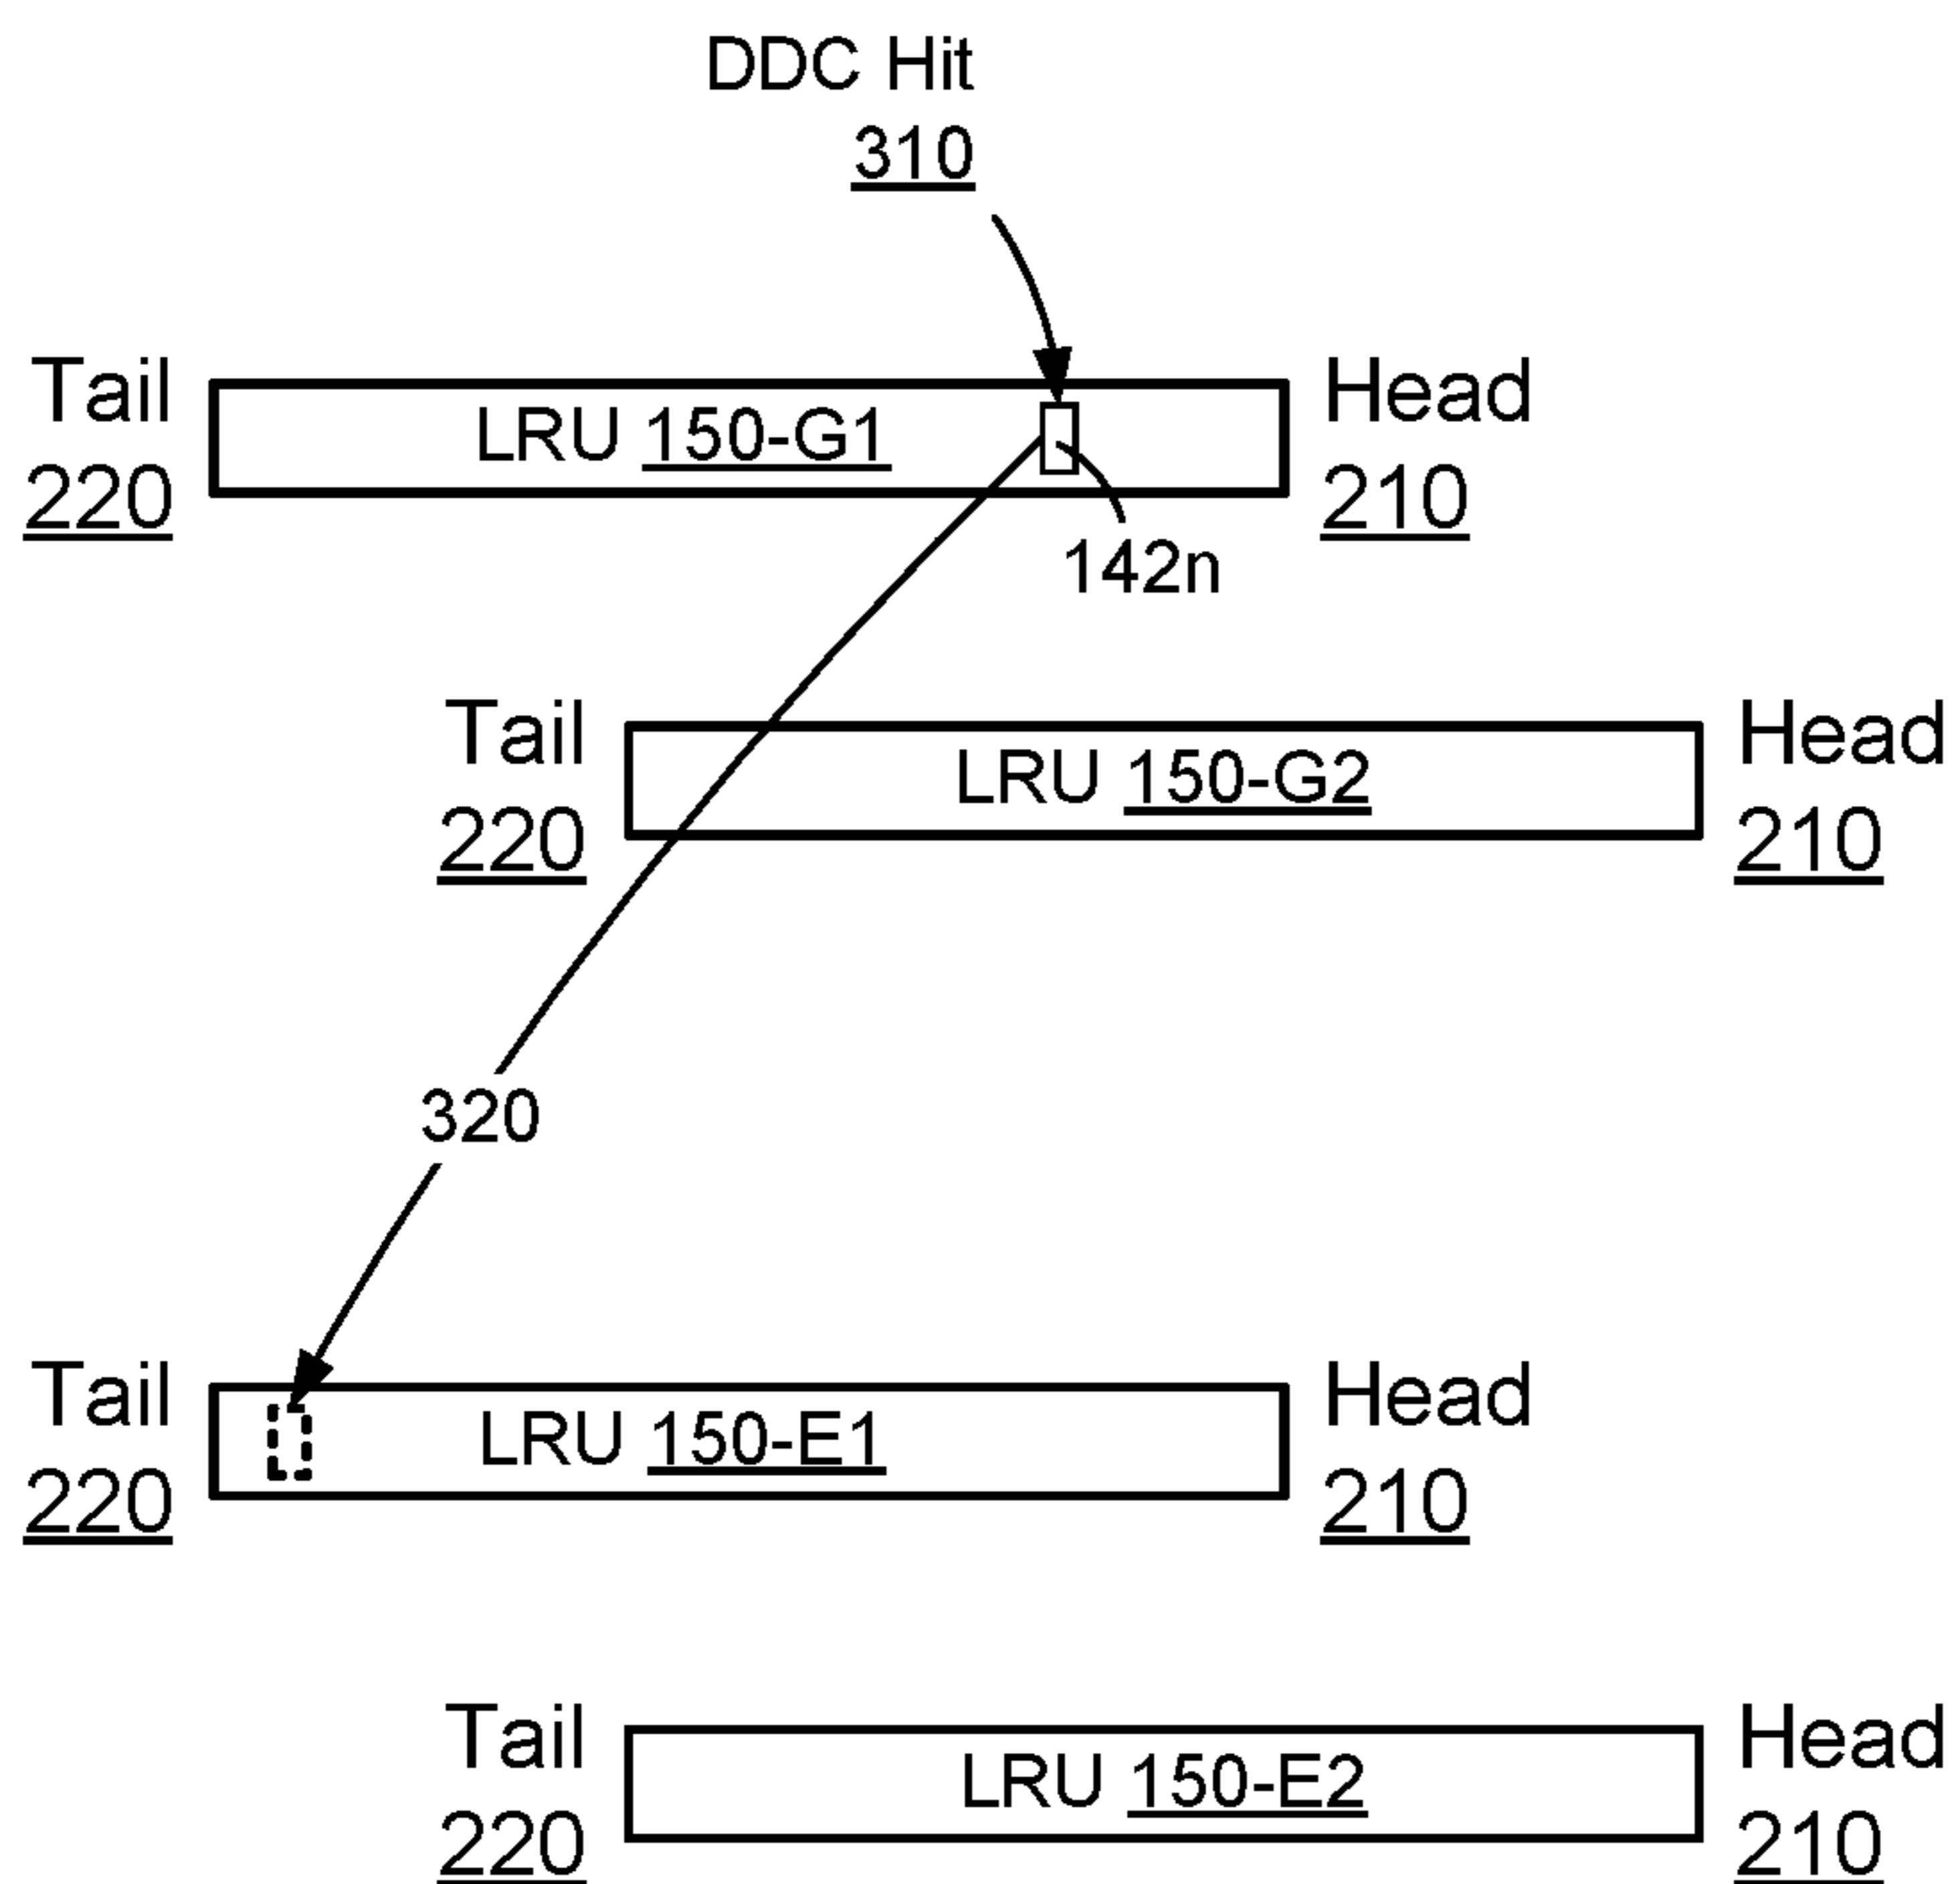 DDC Hit
310
Tail
220
LRU 150-G1
Head
210
142n
Tail
220
LRU 150-G2
Head
210
320
Tail
220
LRU 150-E1
Head
210
Tail
220
LRU 150-E2
Head
210